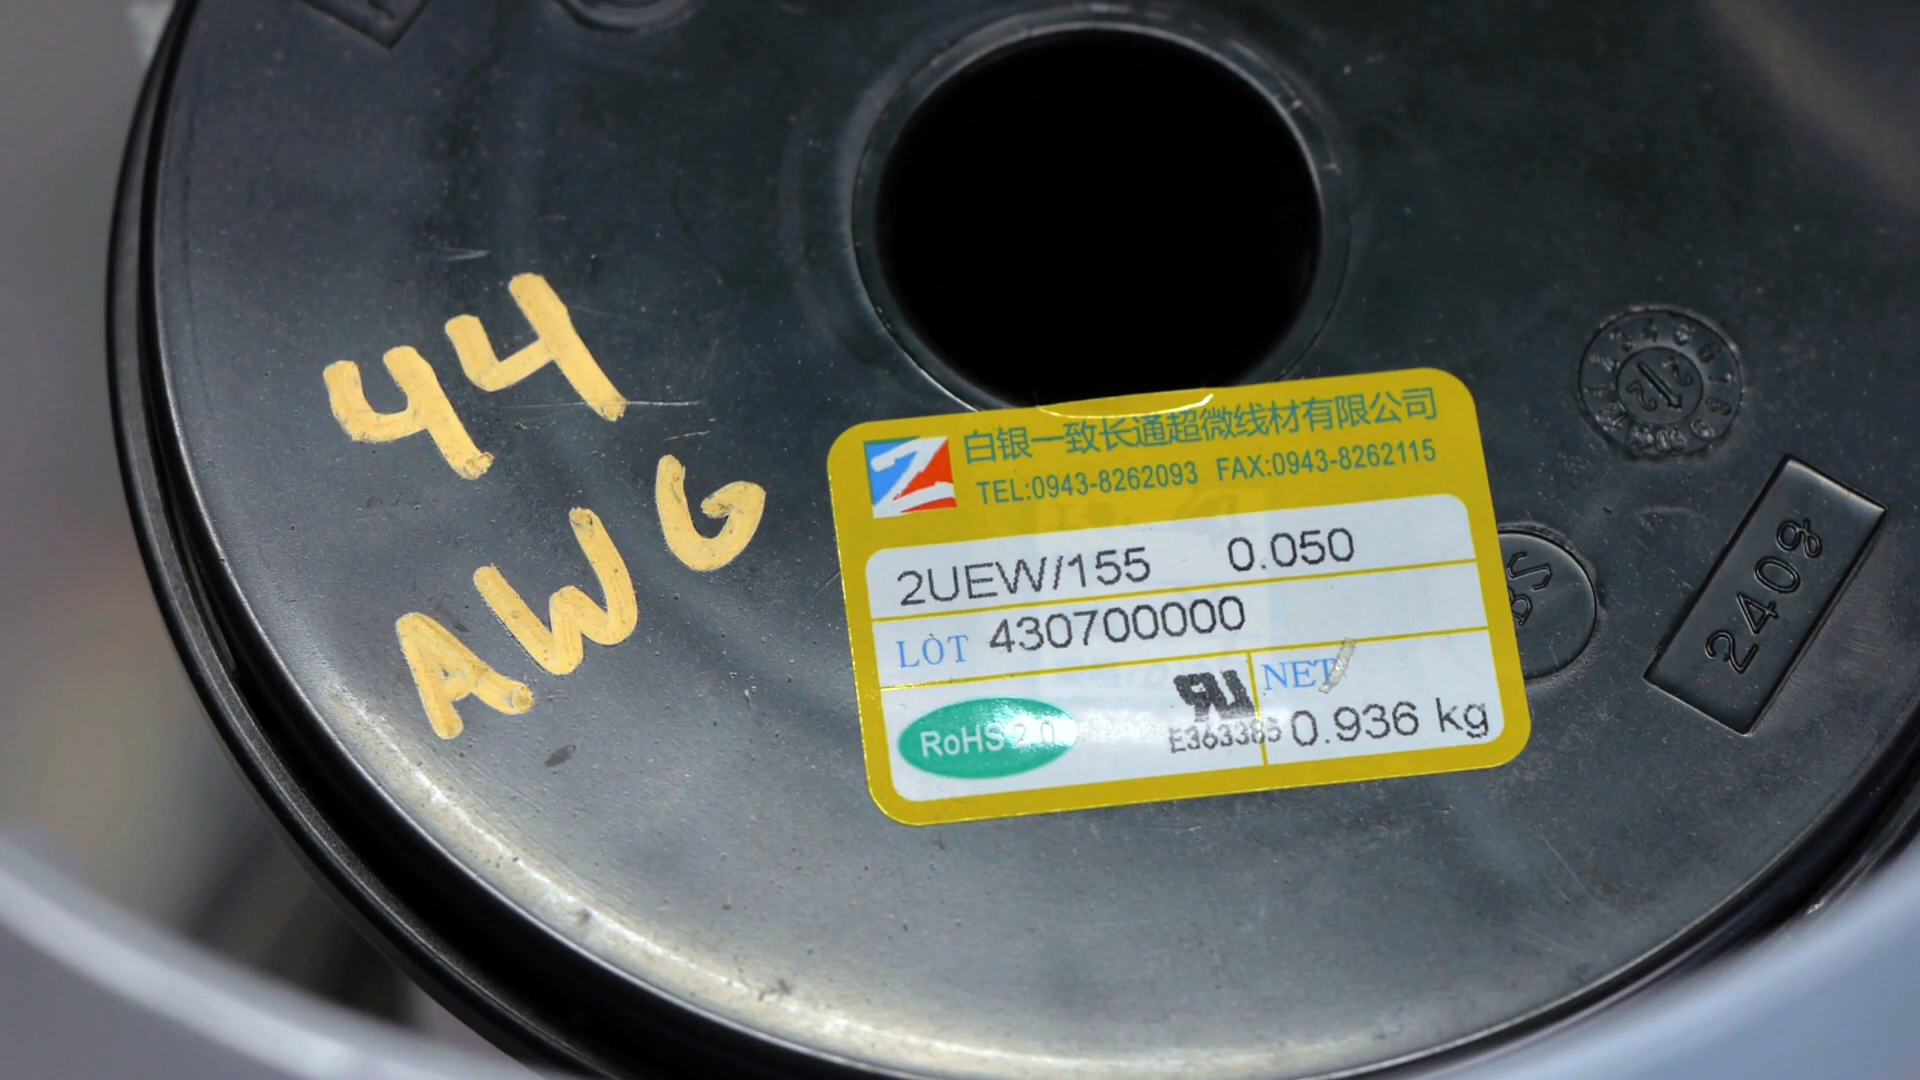 44
AWG
白银一致长通超微线材有限公司
TEL:0943-8262093 FAX:0943-8262115
2UEW/155 0.050
LOT 430700000
NET
RoHS 2.0
E363385
0.936 kg
2408